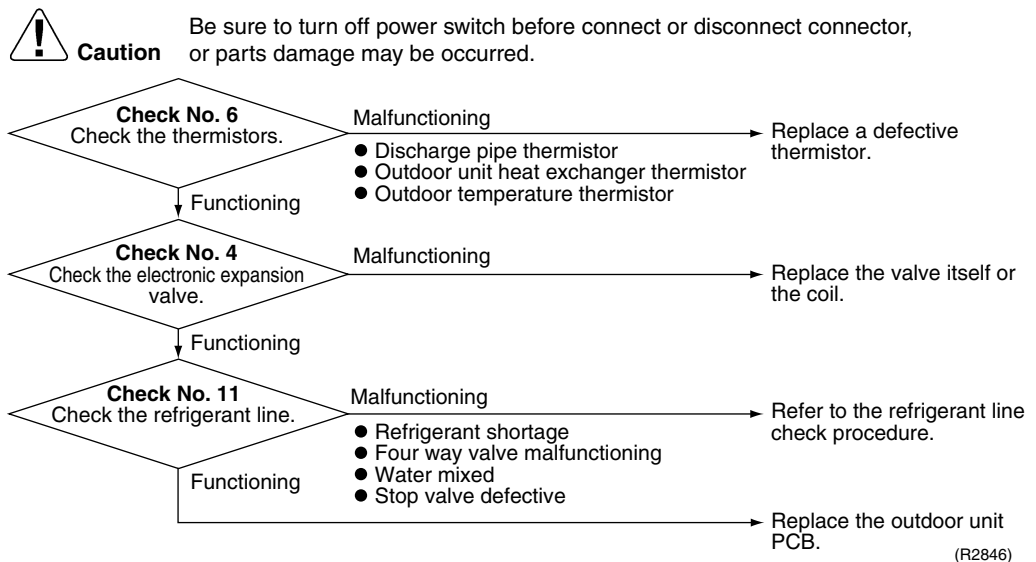 Caution
Be sure to turn off power switch before connect or disconnect connector,
or parts damage may be occurred.
Check No. 6
Check the thermistors.
Malfunctioning
● Discharge pipe thermistor
● Outdoor unit heat exchanger thermistor
● Outdoor temperature thermistor
Replace a defective
thermistor.
Functioning
Check No. 4
Check the electronic expansion
valve.
Malfunctioning
Replace the valve itself or
the coil.
Functioning
Check No. 11
Check the refrigerant line.
Malfunctioning
● Refrigerant shortage
● Four way valve malfunctioning
● Water mixed
● Stop valve defective
Refer to the refrigerant line
check procedure.
Functioning
Replace the outdoor unit
PCB.
(R2846)